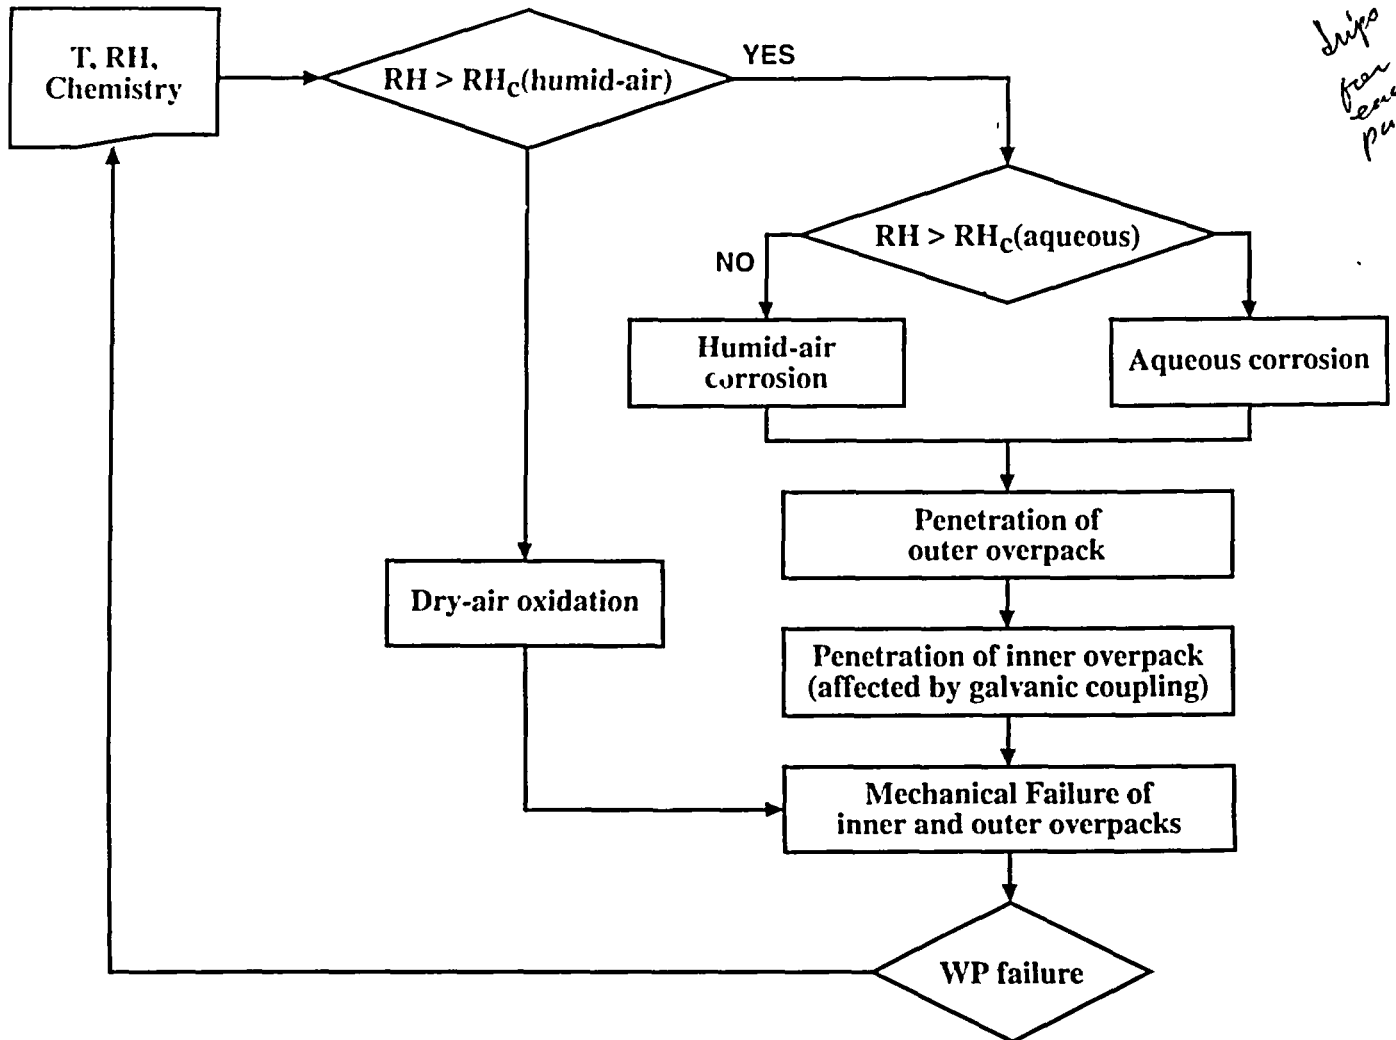 T, RH,
Chemistry
RH > RHc(humid-air)
YES
RH > RHc(aqueous)
NO
Humid-air
corrosion
Aqueous corrosion
Penetration of
outer overpack
Dry-air oxidation
Penetration of inner overpack
(affected by galvanic coupling)
Mechanical Failure of
inner and outer overpacks
WP failure
drips